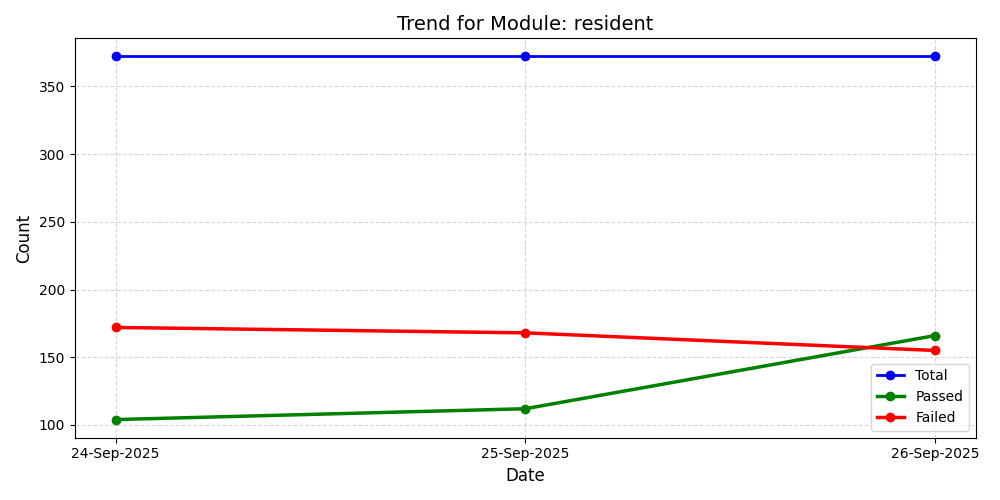 Trend for Module: resident
Count
350
300
250
200
150
100
Total
Passed
Failed
24-Sep-2025
25-Sep-2025
26-Sep-2025
Date